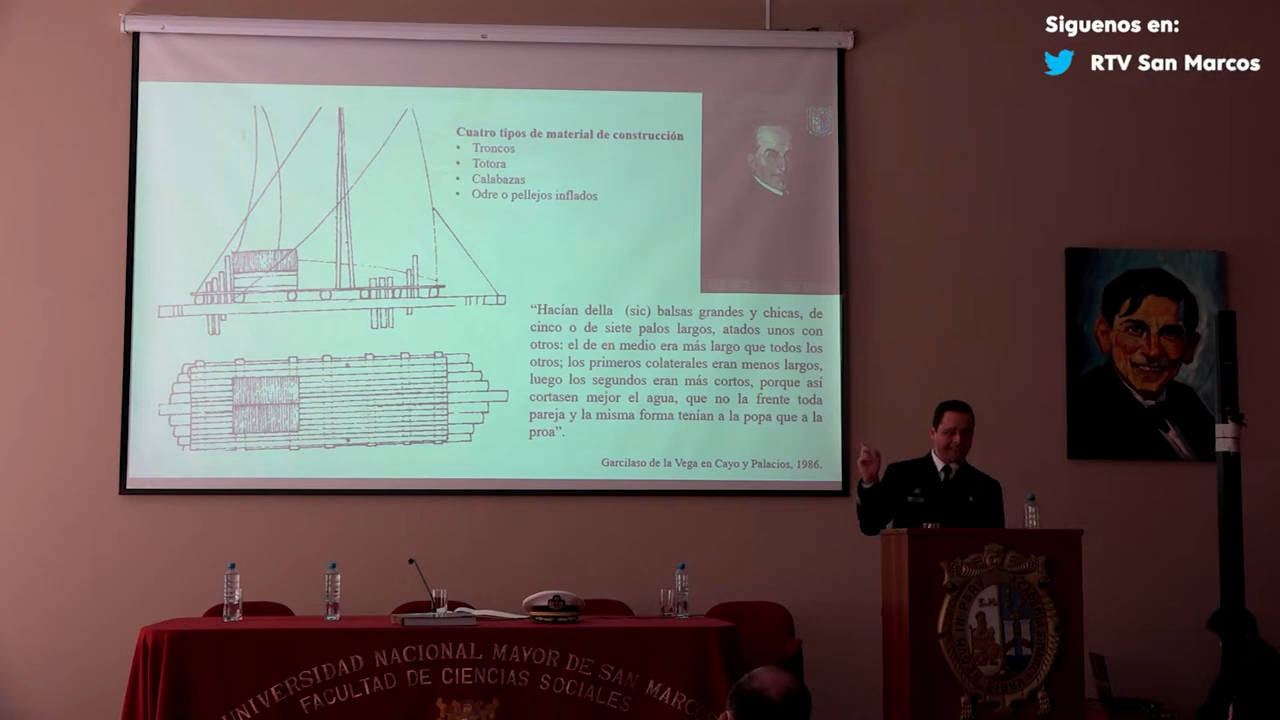 Siguenos en:
RTV San Marcos
Cuatro tipos de material de construcción
• Troncos
• Totora
• Calabazas
• Odre o pellejos inflados
“Hacían della (sic) balsas grandes y chicas, de
cinco o de siete palos largos, atados unos con
otros: el de en medio era más largo que todos los
otros; los primeros colaterales eran menos largos,
luego los segundos eran más cortos, porque así
cortasen mejor el agua, que no la frente toda
pareja y la misma forma tenían a la popa que a la
proa”.
Garcilaso de la Vega en Cayo y Palacios, 1986.
UNIVERSIDAD NACIONAL MAYOR DE SAN MARCOS
FACULTAD DE CIENCIAS SOCIALES